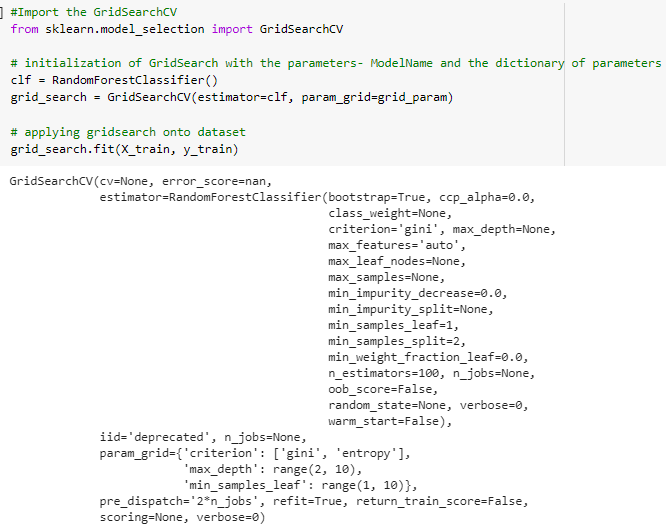 ] #Import the GridSearchCV
from sklearn.model_selection import GridSearchCV
# initialization of GridSearch with the parameters- ModelName and the dictionary of parameters
clf = RandomForestClassifier()
grid_search = GridSearchCV(estimator=clf, param_grid=grid_param)
# applying gridsearch onto dataset
grid_search.fit(X_train, y_train)
GridSearchCV(cv=None, error_score=nan,
estimator=RandomForestClassifier(bootstrap=True, ccp_alpha=0.0,
class_weight=None,
criterion='gini', max_depth=None,
max_features='auto',
max_leaf_nodes=None,
max_samples=None,
min_impurity_decrease=0.0,
min_impurity_split=None,
min_samples_leaf=1,
min_samples_split=2,
min_weight_fraction_leaf=0.0,
n_estimators=100, n_jobs=None,
oob_score=False,
random_state=None, verbose=0,
warm_start=False),
iid='deprecated', n_jobs=None,
param_grid={'criterion': ['gini', 'entropy'],
'max_depth': range(2, 10),
'min_samples_leaf': range(1, 10)},
pre_dispatch='2*n_jobs', refit=True, return_train_score=False,
scoring=None, verbose=0)